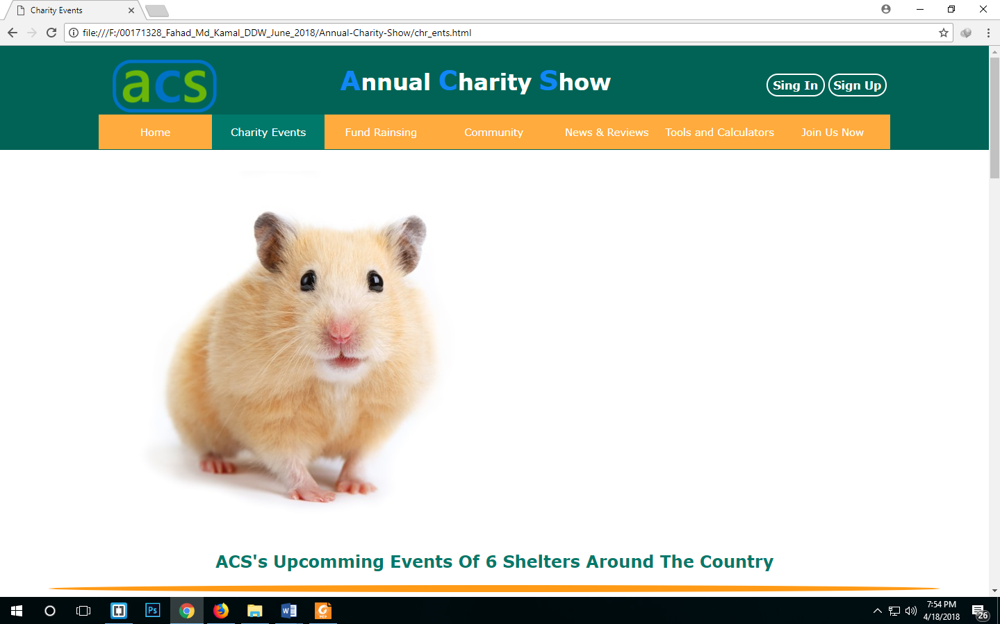 Charity Events
file:///F:/00171328_Fahad_Md_Kamal_DDW_June_2018/Annual-Charity-Show/chr_ents.html
acs
Annual Charity Show
Sing In Sign Up
Home Charity Events Fund Rainsing Community News & Reviews Tools and Calculators Join Us Now
ACS's Upcomming Events Of 6 Shelters Around The Country
Ps
W
G
PDF
7:54 PM
4/18/2018
26